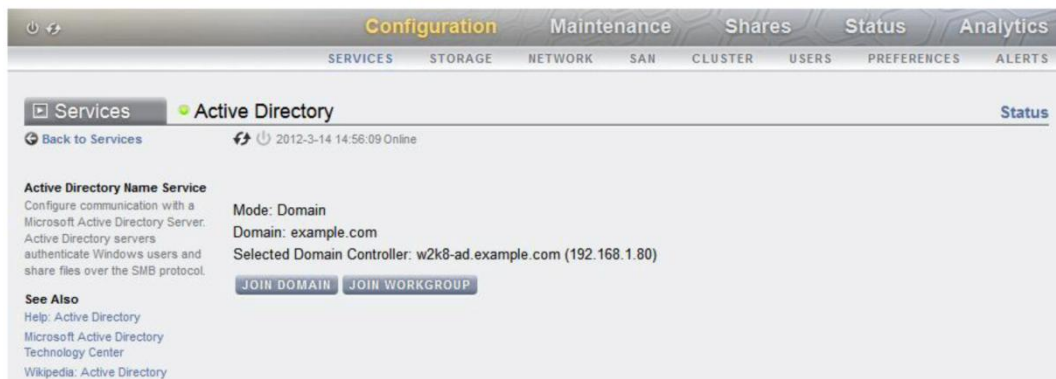 Configuration Maintenance Shares Status Analytics
SERVICES STORAGE NETWORK SAN CLUSTER USERS PREFERENCES ALERTS
Services Active Directory Status
Back to Services 2012-3-14 14:56:09 Online
Active Directory Name Service
Configure communication with a
Microsoft Active Directory Server.
Active Directory servers
authenticate Windows users and
share files over the SMB protocol.
Mode: Domain
Domain: example.com
Selected Domain Controller: w2k8-ad.example.com (192.168.1.80)
JOIN DOMAIN JOIN WORKGROUP
See Also
Help: Active Directory
Microsoft Active Directory
Technology Center
Wikipedia: Active Directory